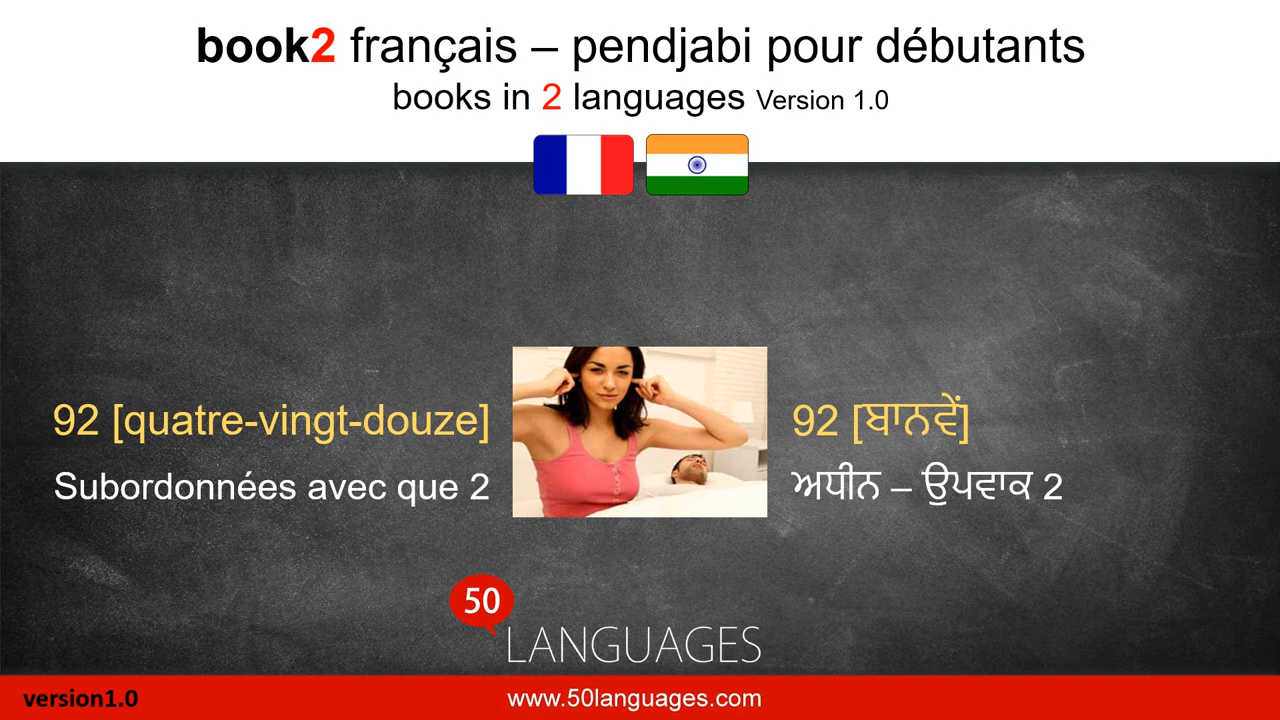 book2 français – pendjabi pour débutants
books in 2 languages Version 1.0
92 [quatre-vingt-douze]
Subordonnées avec que 2
92 [ਬਾਨਵੇਂ]
ਅਧੀਨ – ਉਪਵਾਕ 2
50
LANGUAGES
version1.0
www.50languages.com